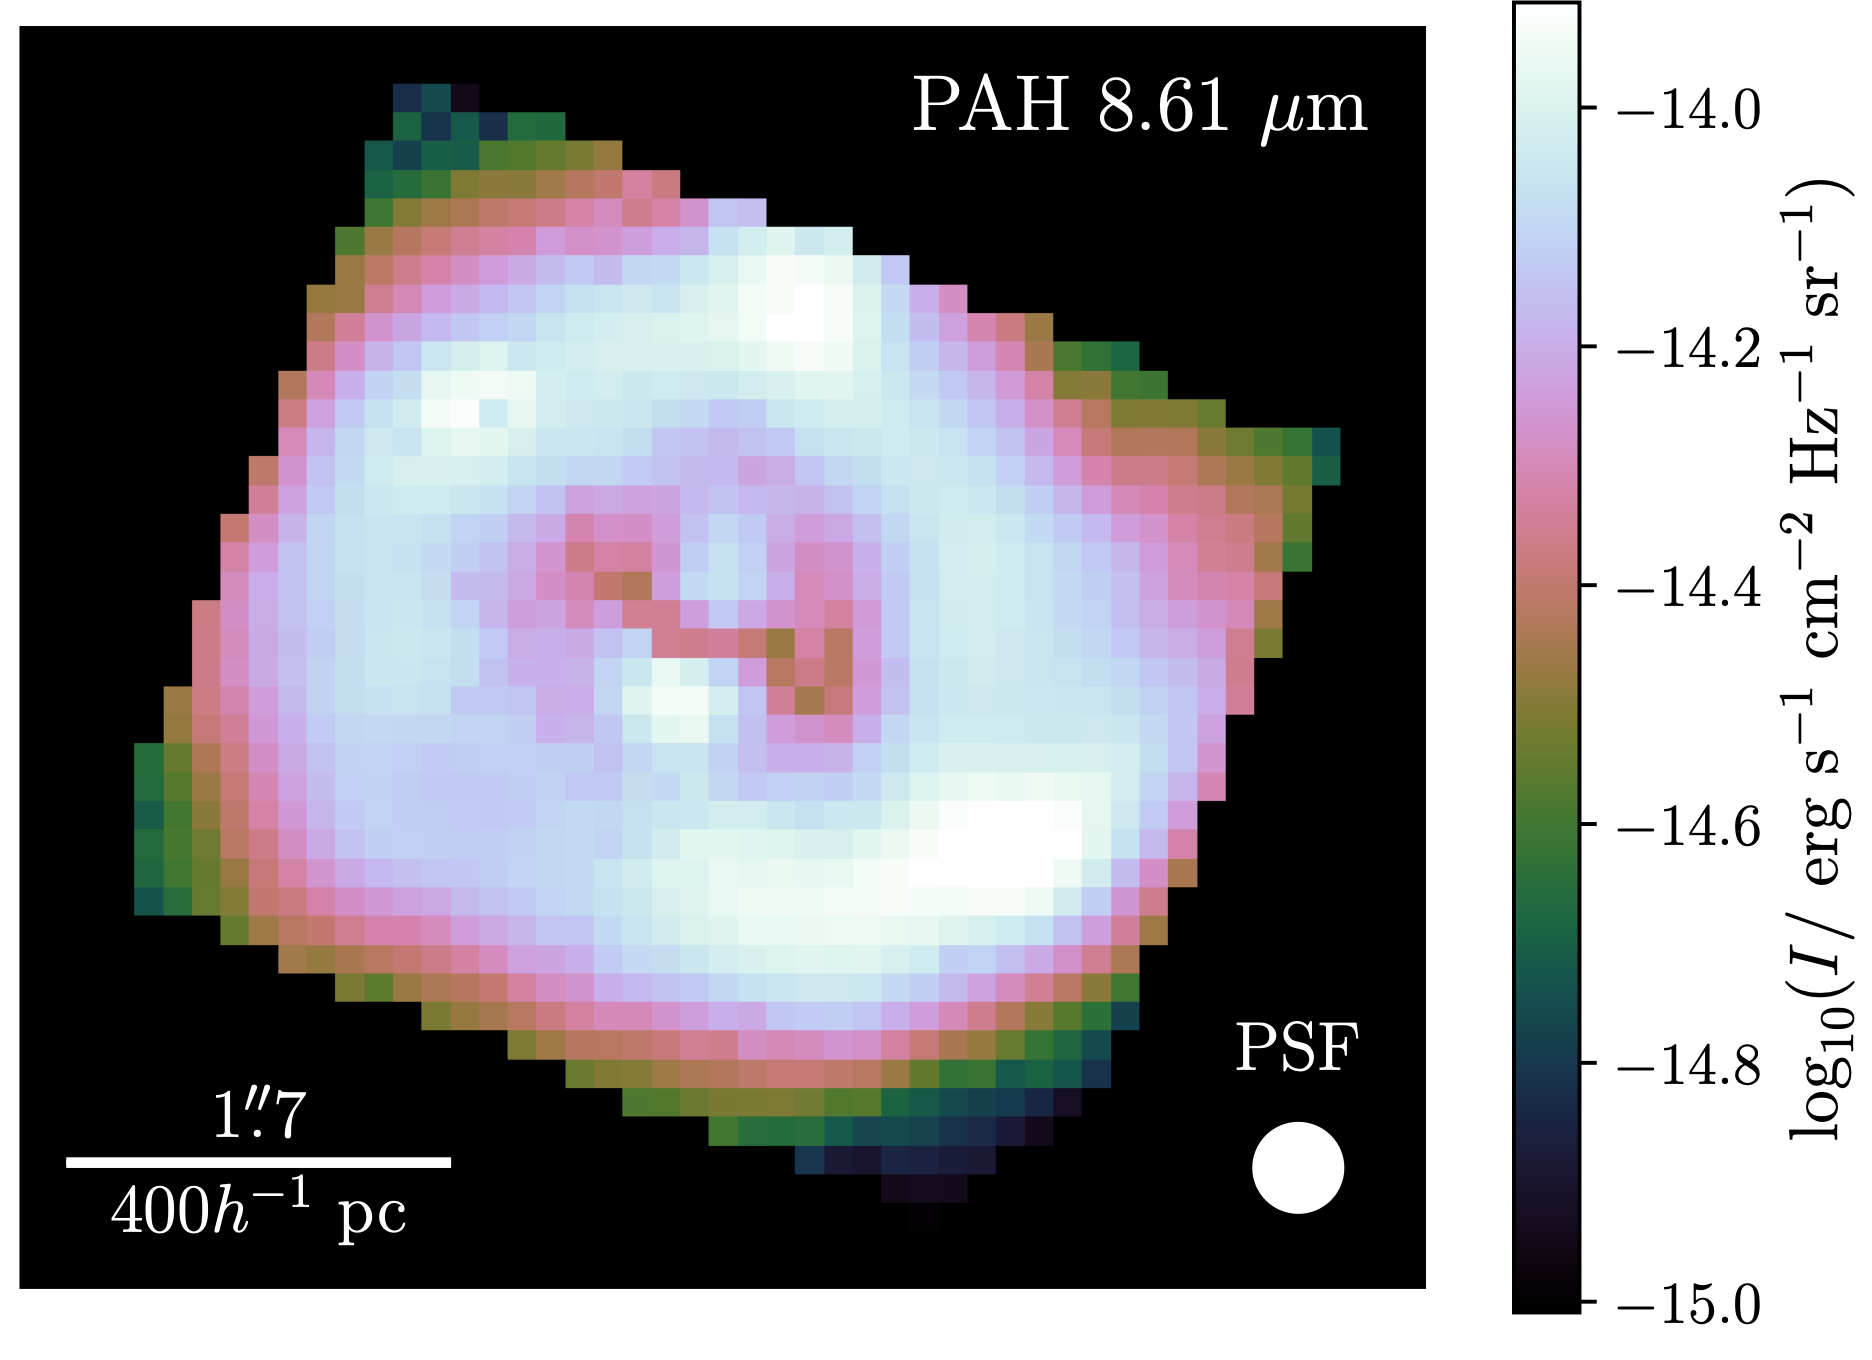 PAH 8.61 μm
PSF
1″.7
400h⁻¹ pc
−14.0
−14.2
−14.4
−14.6
−14.8
−15.0
log₁₀(I/ erg s⁻¹ cm⁻² Hz⁻¹ sr⁻¹)